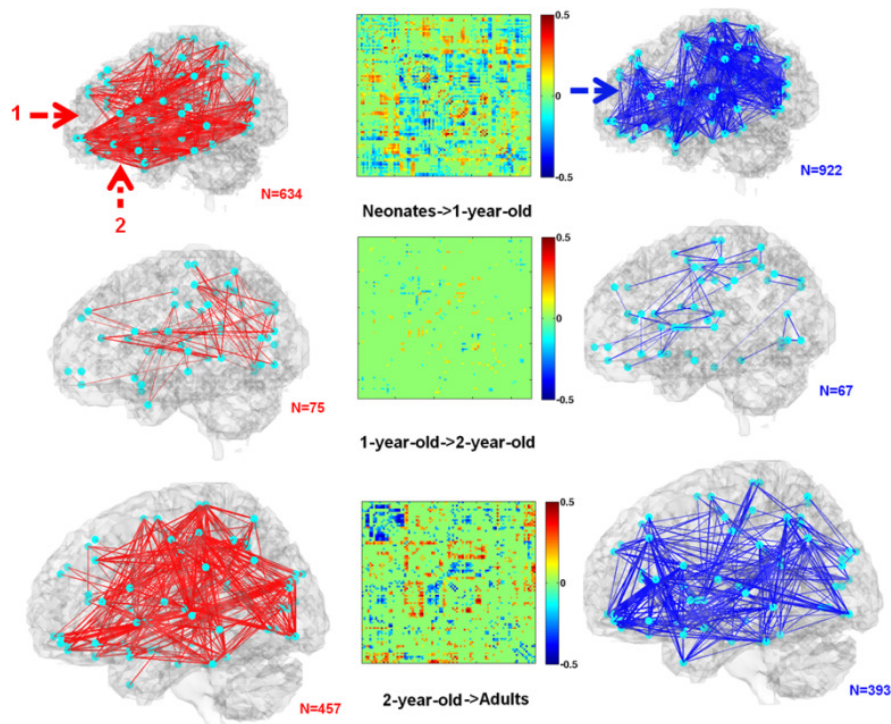 1
2
N=634
0.5
0
-0.5
N=922
Neonates->1-year-old
N=75
0.5
0
-0.5
N=67
1-year-old->2-year-old
N=457
0.5
0
-0.5
N=393
2-year-old->Adults